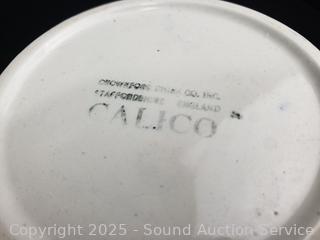 CROWNFORD CHINA CO. INC.
STAFFORDSHIRE ENGLAND
CALICO
Copyright 2025 - Sound Auction Service